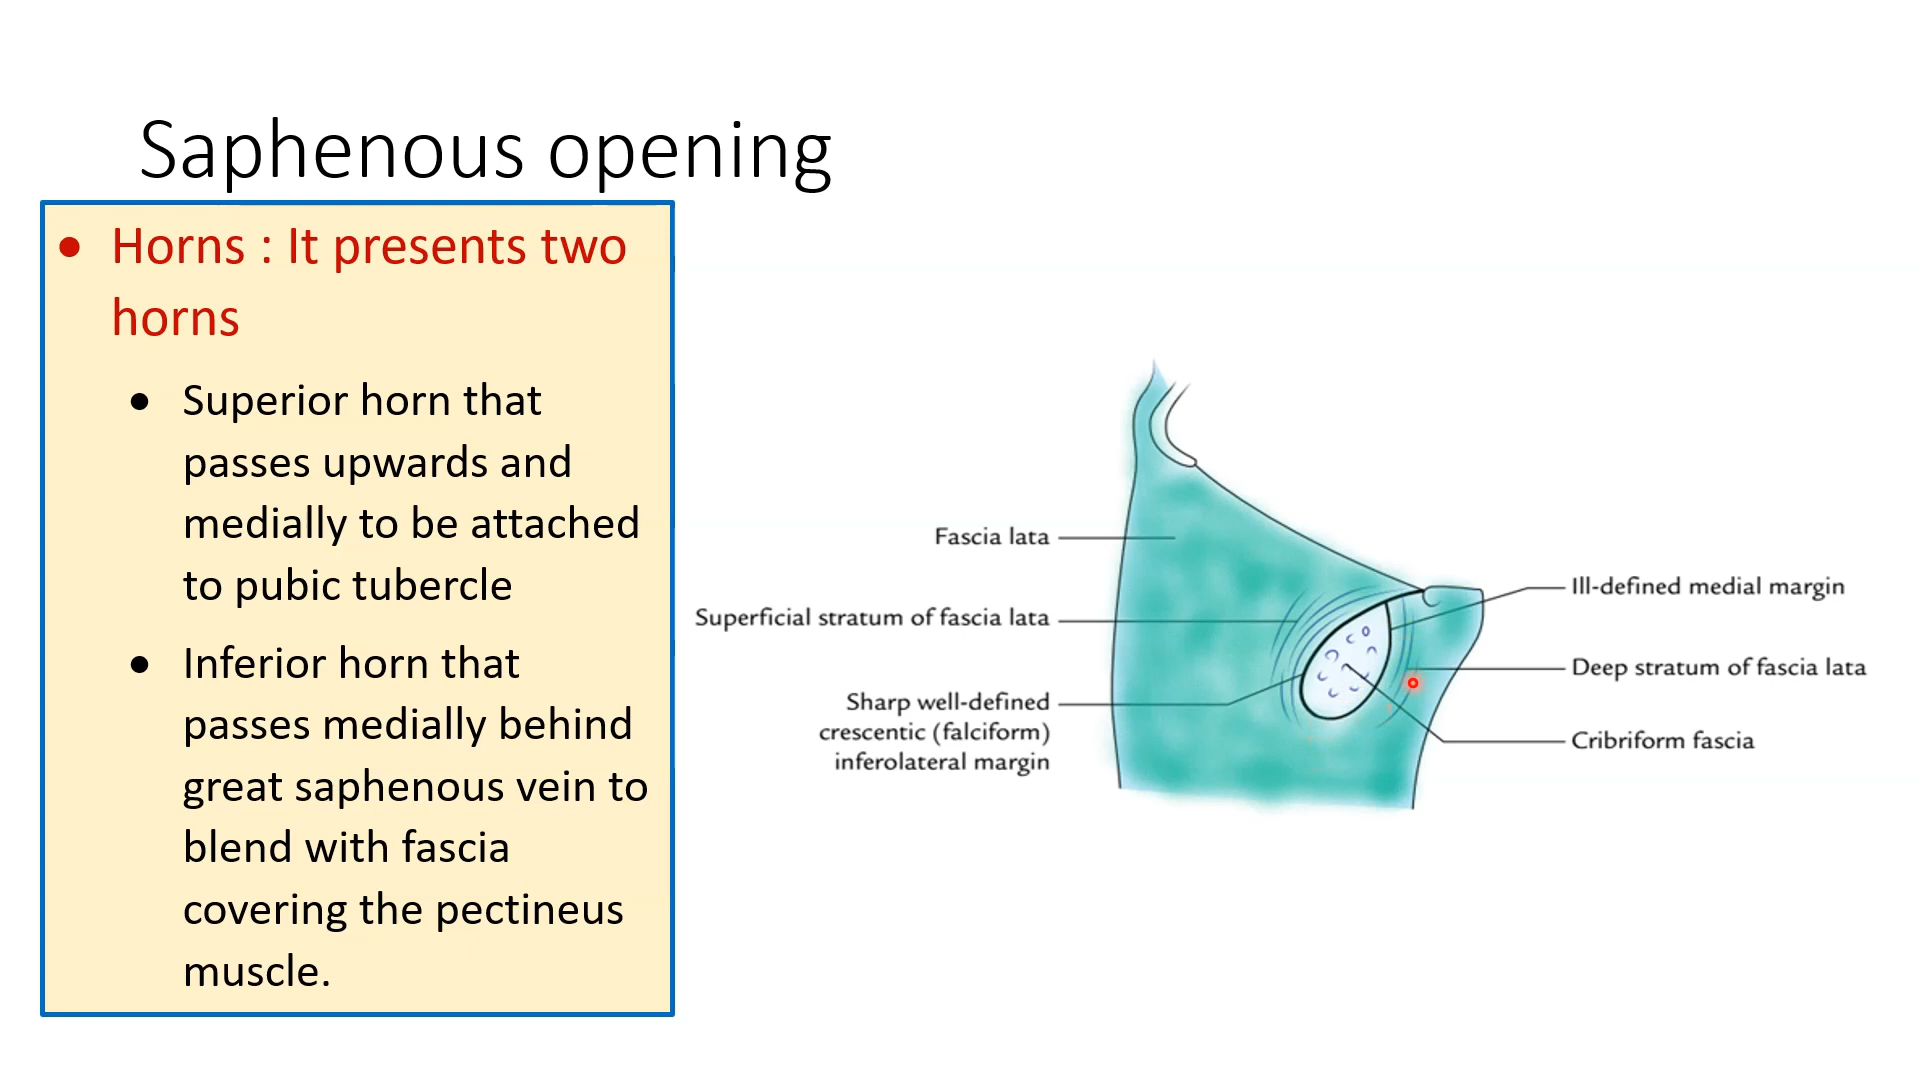 Saphenous opening
• Horns : It presents two
horns
• Superior horn that
passes upwards and
medially to be attached
to pubic tubercle
• Inferior horn that
passes medially behind
great saphenous vein to
blend with fascia
covering the pectineus
muscle.
Fascia lata
Superficial stratum of fascia lata
Sharp well-defined
crescentic (falciform)
inferolateral margin
Ill-defined medial margin
Deep stratum of fascia lata
Cribriform fascia